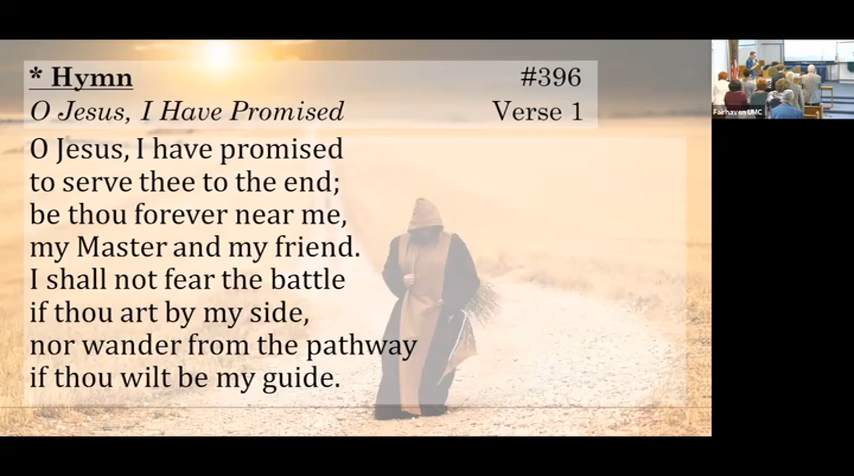 * Hymn #396
O Jesus, I Have Promised Verse 1
O Jesus, I have promised
to serve thee to the end;
be thou forever near me,
my Master and my friend.
I shall not fear the battle
if thou art by my side,
nor wander from the pathway
if thou wilt be my guide.
Fairhaven UMC